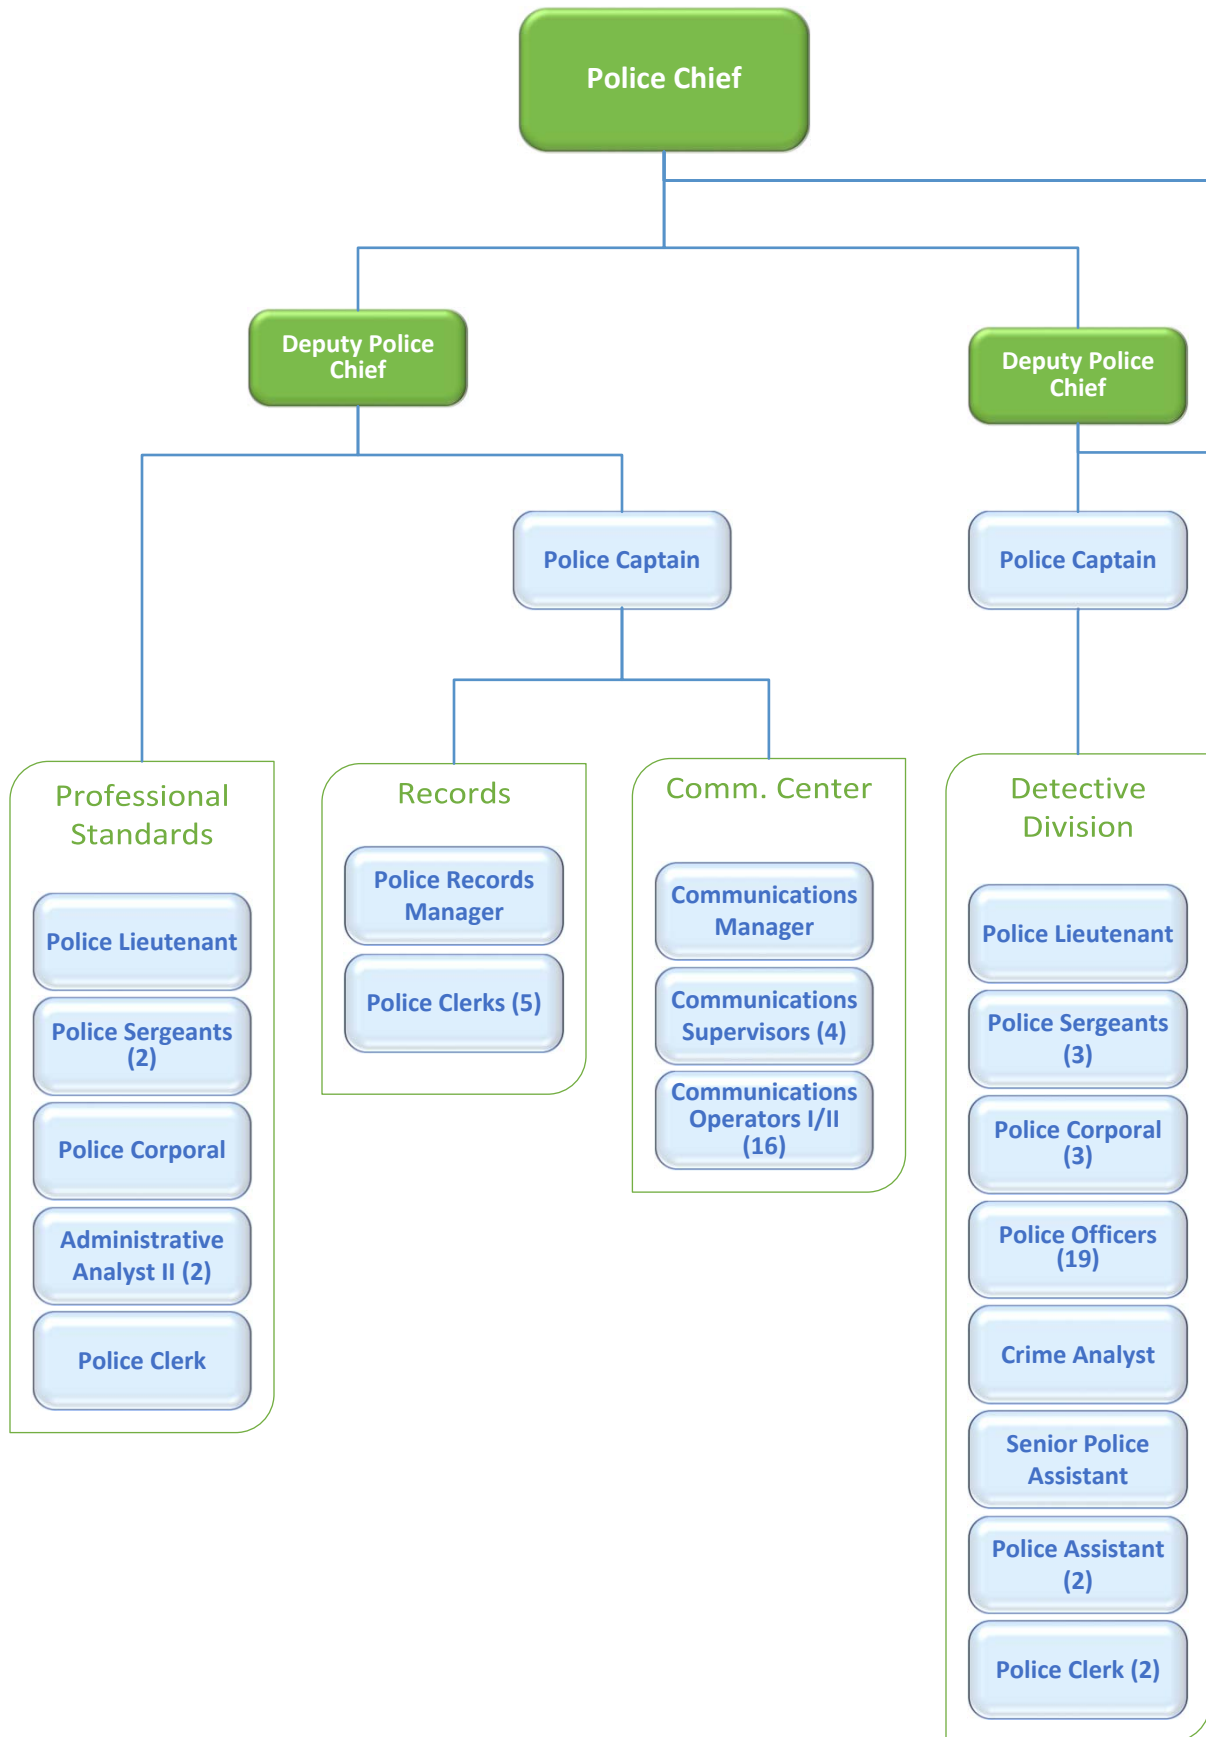 Police Chief
Deputy Police
Chief
Deputy Police
Chief
Police Captain
Police Captain
Professional
Standards
Police Lieutenant
Police Sergeants
(2)
Police Corporal
Administrative
Analyst II (2)
Police Clerk
Records
Police Records
Manager
Police Clerks (5)
Comm. Center
Communications
Manager
Communications
Supervisors (4)
Communications
Operators I/II
(16)
Detective
Division
Police Lieutenant
Police Sergeants
(3)
Police Corporal
(3)
Police Officers
(19)
Crime Analyst
Senior Police
Assistant
Police Assistant
(2)
Police Clerk (2)